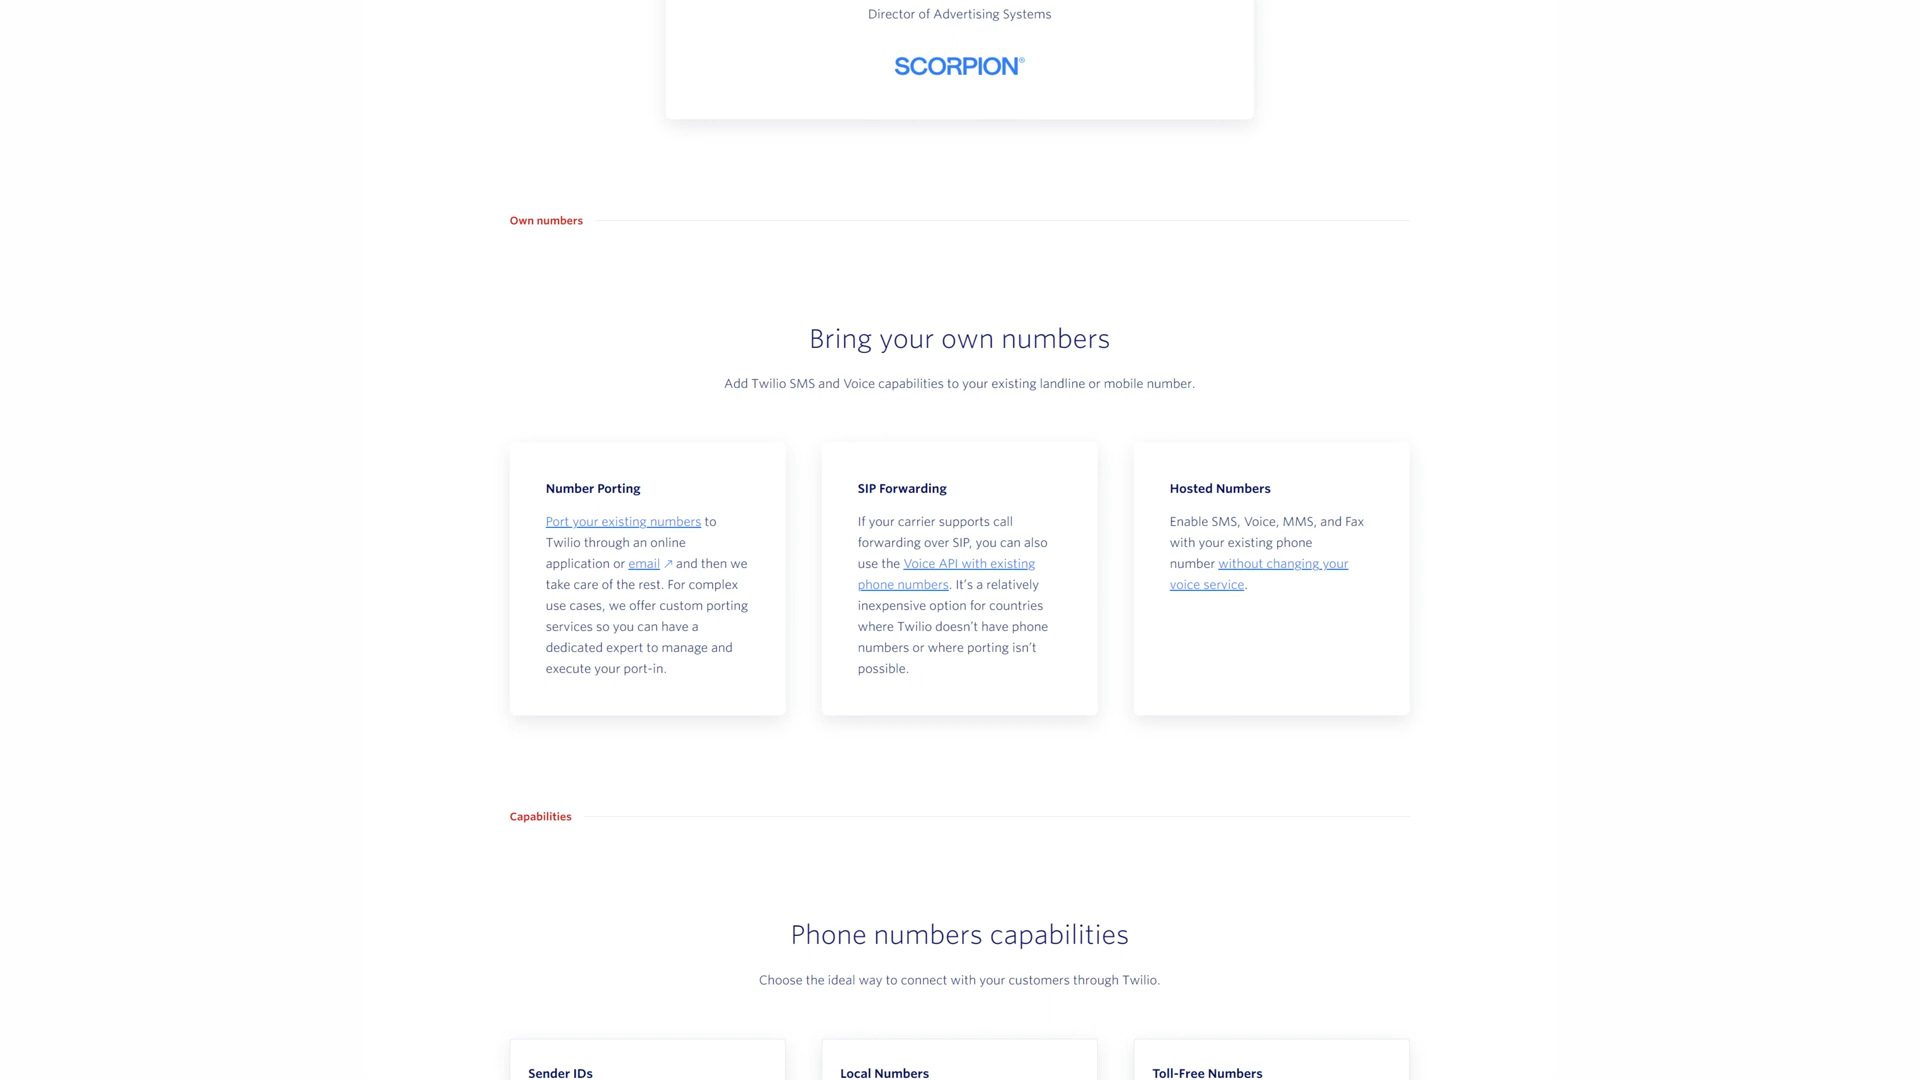 Director of Advertising Systems
SCORPION®
Own numbers
Bring your own numbers
Add Twilio SMS and Voice capabilities to your existing landline or mobile number.
Number Porting
Port your existing numbers to
Twilio through an online
application or email ↗ and then we
take care of the rest. For complex
use cases, we offer custom porting
services so you can have a
dedicated expert to manage and
execute your port-in.
SIP Forwarding
If your carrier supports call
forwarding over SIP, you can also
use the Voice API with existing
phone numbers. It’s a relatively
inexpensive option for countries
where Twilio doesn’t have phone
numbers or where porting isn’t
possible.
Hosted Numbers
Enable SMS, Voice, MMS, and Fax
with your existing phone
number without changing your
voice service.
Capabilities
Phone numbers capabilities
Choose the ideal way to connect with your customers through Twilio.
Sender IDs
Local Numbers
Toll-Free Numbers